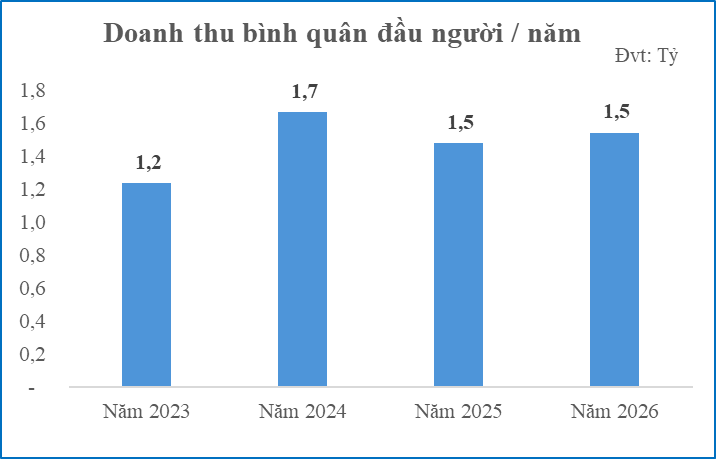 Doanh thu bình quân đầu người / năm
Đvt: Tỷ
1,8
1,6
1,4
1,2
1,0
0,8
0,6
0,4
0,2
-
1,2
1,7
1,5
1,5
Năm 2023
Năm 2024
Năm 2025
Năm 2026